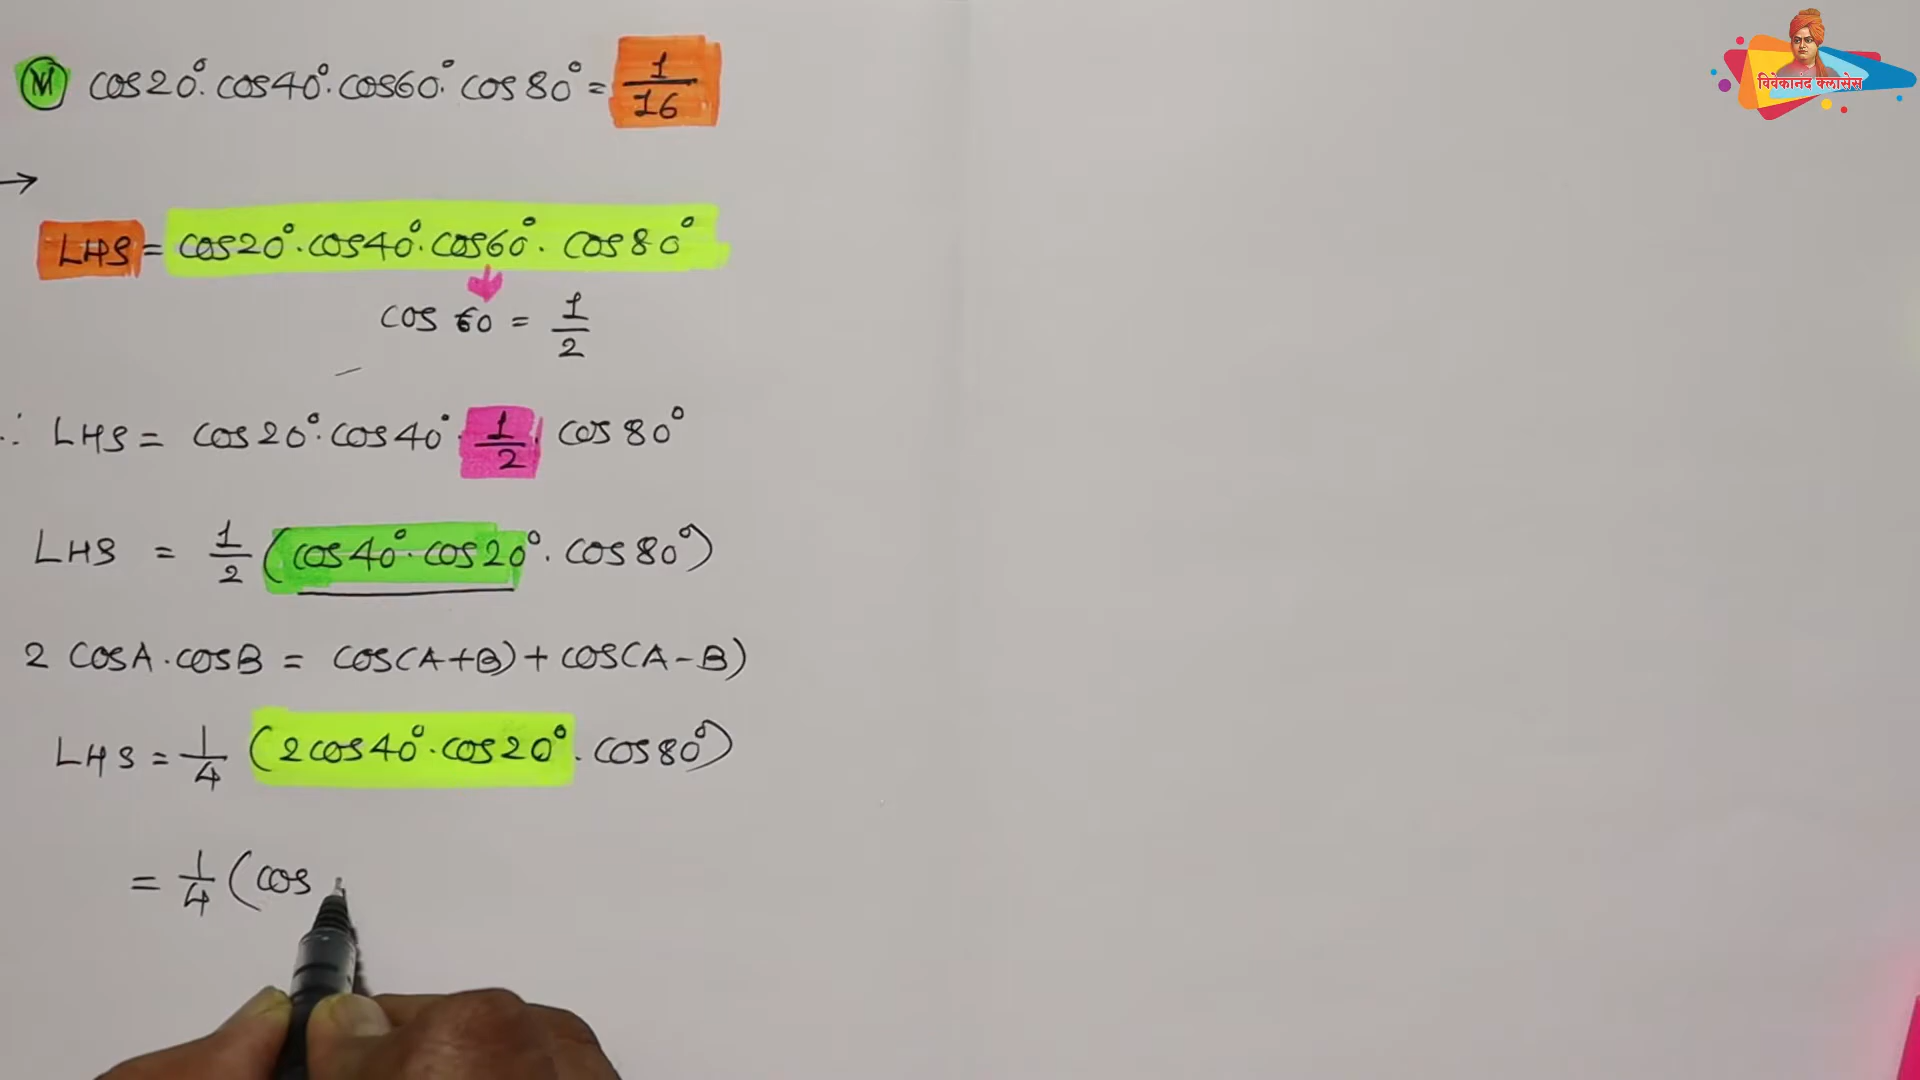 विवेकानंद क्लासेस
M cos20°. cos40°. cos60°. cos80° = 1/16
→
LHS = cos20°. cos40°. cos60°. cos80°
cos 60 = 1/2
∴ LHS = cos20°. cos40°. 1/2 . cos80°
LHS = 1/2 (cos40°. cos20°. cos80°)
2 cosA . cosB = cos(A+B) + cos(A-B)
LHS = 1/4 (2cos40°. cos20°. cos80°)
= 1/4 (cos